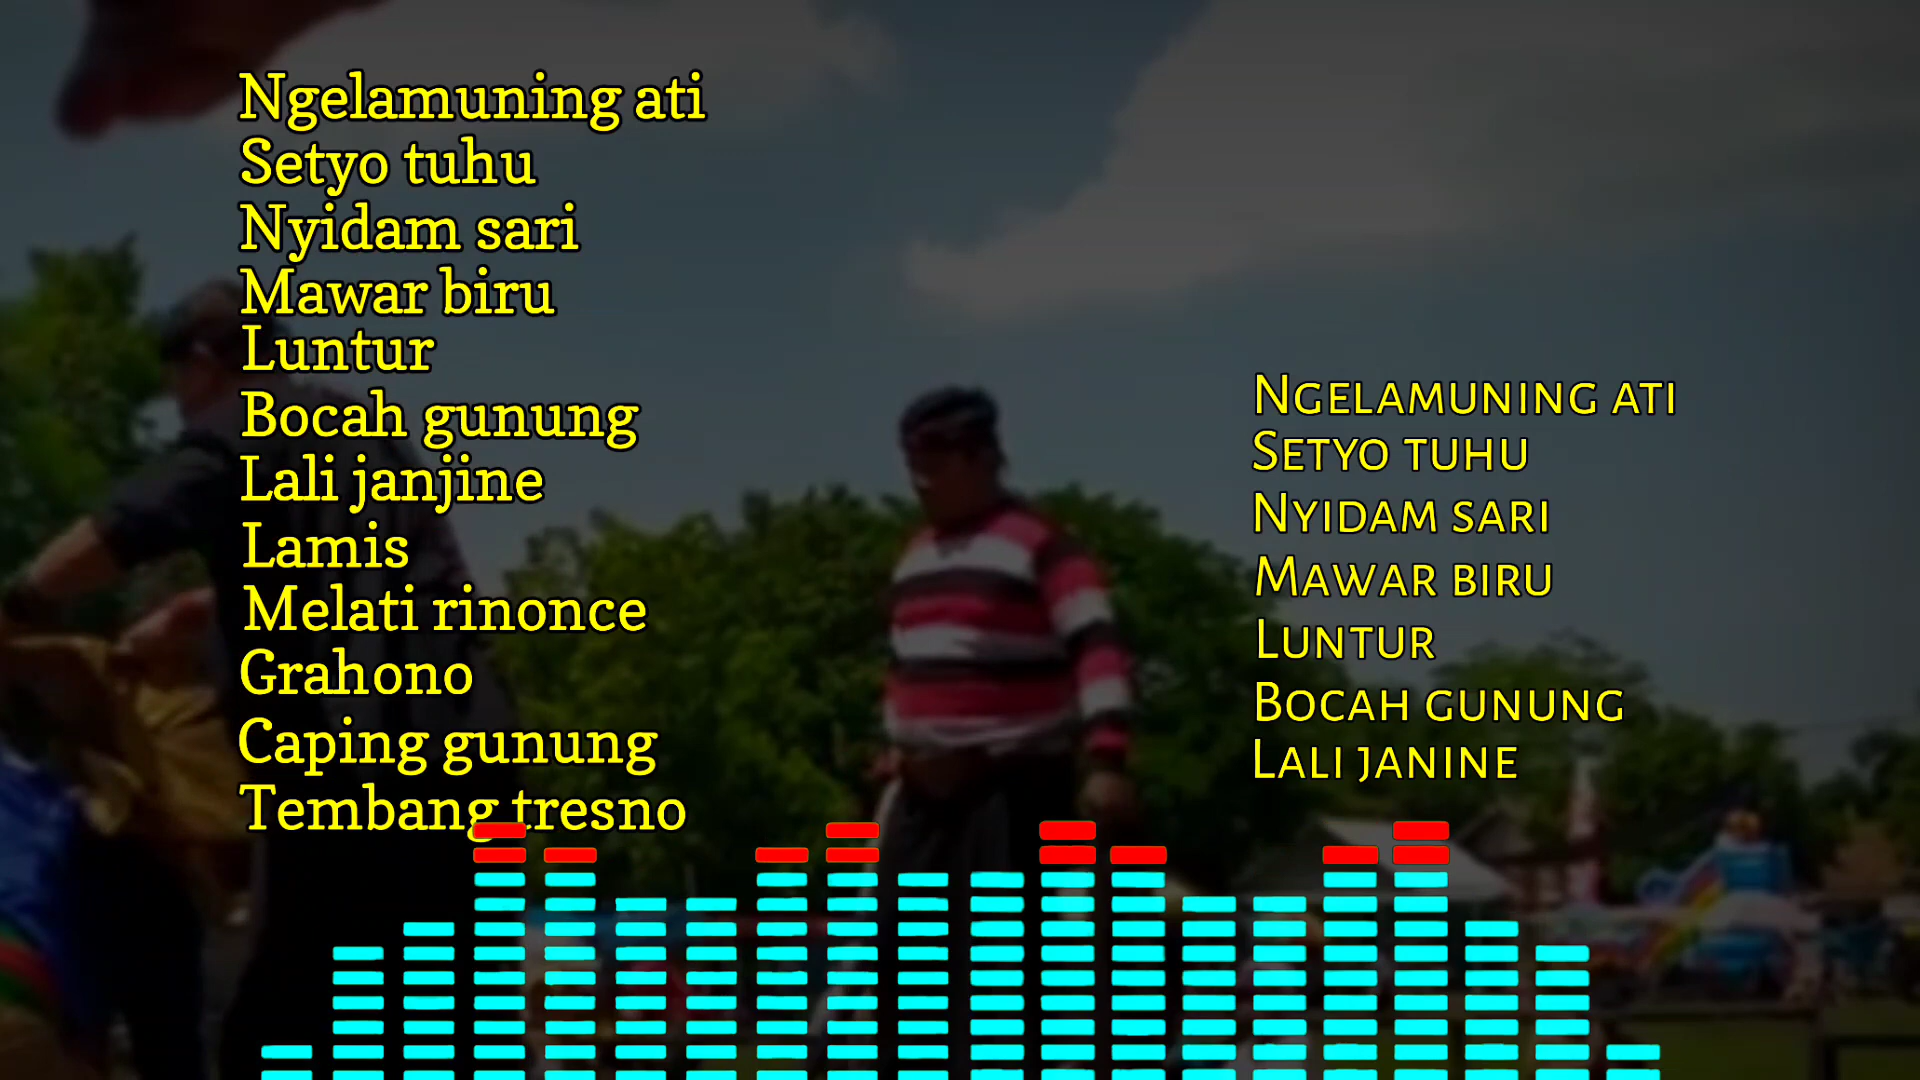 Ngelamuning ati
Setyo tuhu
Nyidam sari
Mawar biru
Luntur
Bocah gunung
Lali janjine
Lamis
Melati rinonce
Grahono
Caping gunung
Tembang tresno
Ngelamuning ati
Setyo tuhu
Nyidam sari
Mawar biru
Luntur
Bocah gunung
Lali janine